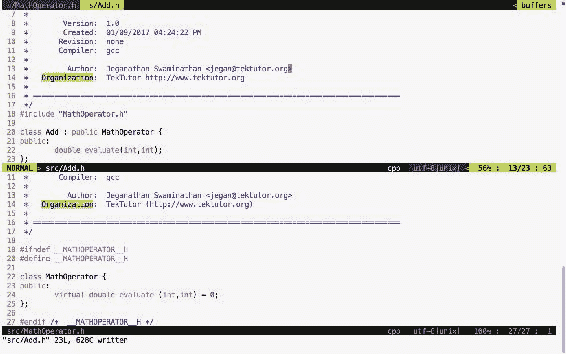 s/MathOperator.h s/Add.h buffers
7 *
8 * Version: 1.0
9 * Created: 01/09/2017 04:24:22 PM
10 * Revision: none
11 * Compiler: gcc
12 *
13 * Author: Jeganathan Swaminathan <jegan@tektutor.org>
14 * Organization: TekTutor http://www.tektutor.org
15 *
16 * =====================================================================================
17 */
18 #include "MathOperator.h"
19
20 class Add : public MathOperator {
21 public:
22 double evaluate(int,int);
23 };
NORMAL > src/Add.h cpp utf-8[unix] < 56% : 13/23 : 63
11 * Compiler: gcc
12 *
13 * Author: Jeganathan Swaminathan <jegan@tektutor.org>
14 * Organization: TekTutor (http://www.tektutor.org)
15 *
16 * =====================================================================================
17 */
18
19 #ifndef __MATHOPERATOR__H
20 #define __MATHOPERATOR__H
21
22 class MathOperator {
23 public:
24 virtual double evaluate (int,int) = 0;
25 };
26
27 #endif /* __MATHOPERATOR__H */
src/MathOperator.h cpp utf-8[unix] 100% : 27/27 : 1
"src/Add.h" 23L, 628C written